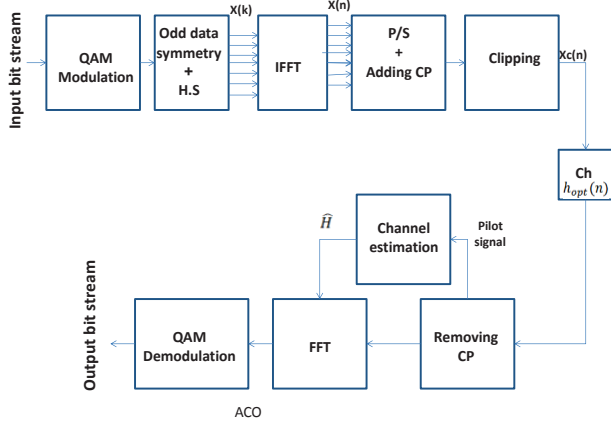 Input bit stream
QAM
Modulation
Odd data
symmetry
+
H.S
X(k)
IFFT
X(n)
P/S
+
Adding CP
Clipping
Xc(n)
Ch
h_opt(n)
Channel
estimation
Ĥ
Pilot
signal
Output bit stream
QAM
Demodulation
FFT
Removing
CP
ACO